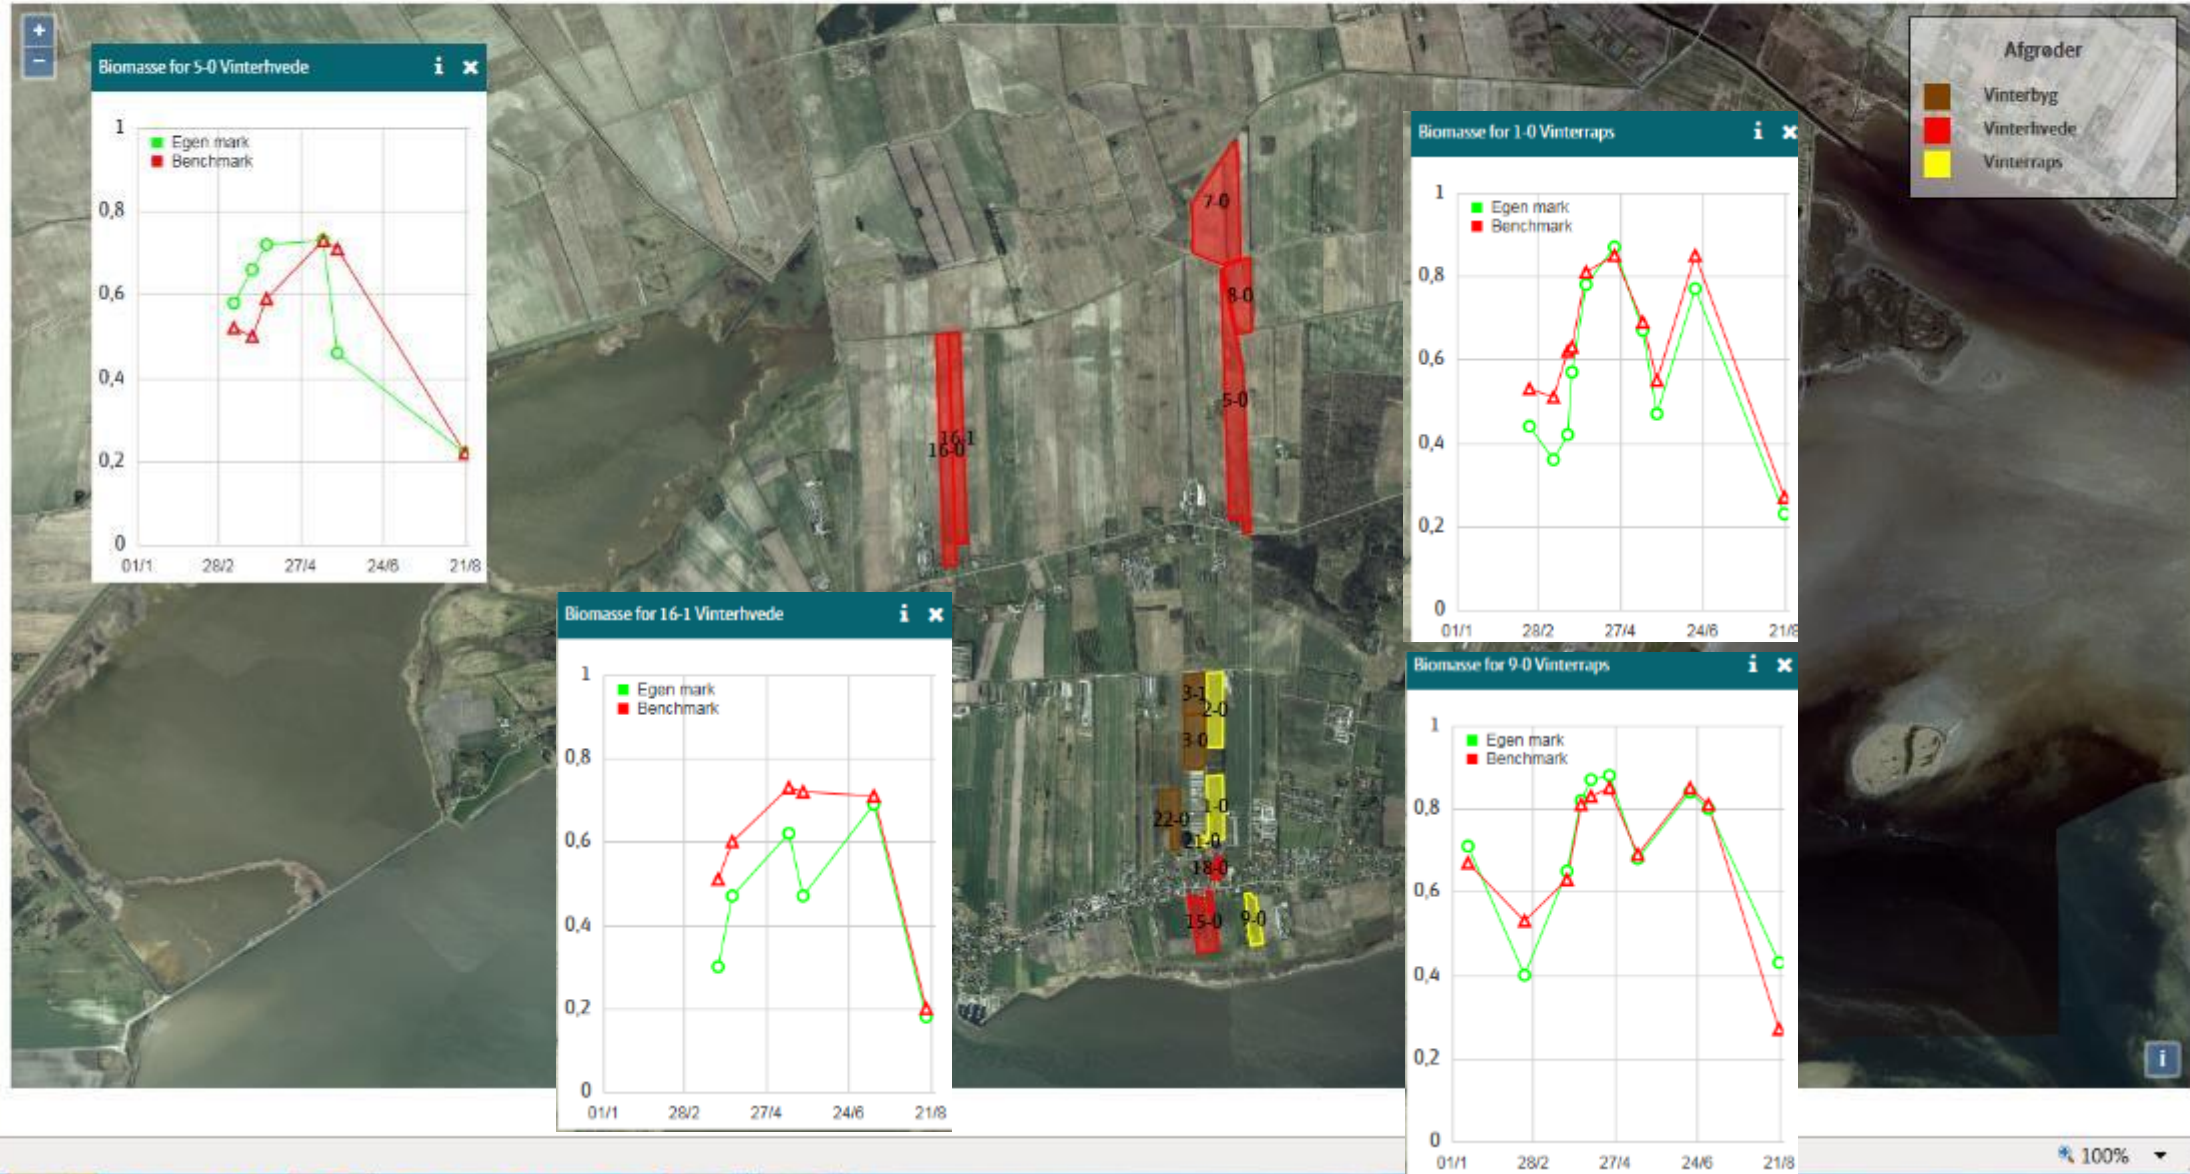 +
−
Biomasse for 5-0 Vinterhvede
i ×
1
Egen mark
Benchmark
0,8
0,6
0,4
0,2
0
01/1 28/2 27/4 24/6 21/8
Afgrøder
Vinterbyg
Vinterhvede
Vinterraps
Biomasse for 1-0 Vinterraps
i ×
1
Egen mark
Benchmark
0,8
0,6
0,4
0,2
0
01/1 28/2 27/4 24/6 21/8
7-0
8-0
5-0
16-1
16-0
Biomasse for 16-1 Vinterhvede
i ×
1
Egen mark
Benchmark
0,8
0,6
0,4
0,2
0
01/1 28/2 27/4 24/6 21/8
3-1
2-0
3-0
1-0
22-0
21-0
18-0
15-0
9-0
Biomasse for 9-0 Vinterraps
i ×
1
Egen mark
Benchmark
0,8
0,6
0,4
0,2
0
01/1 28/2 27/4 24/6 21/8
i
100%